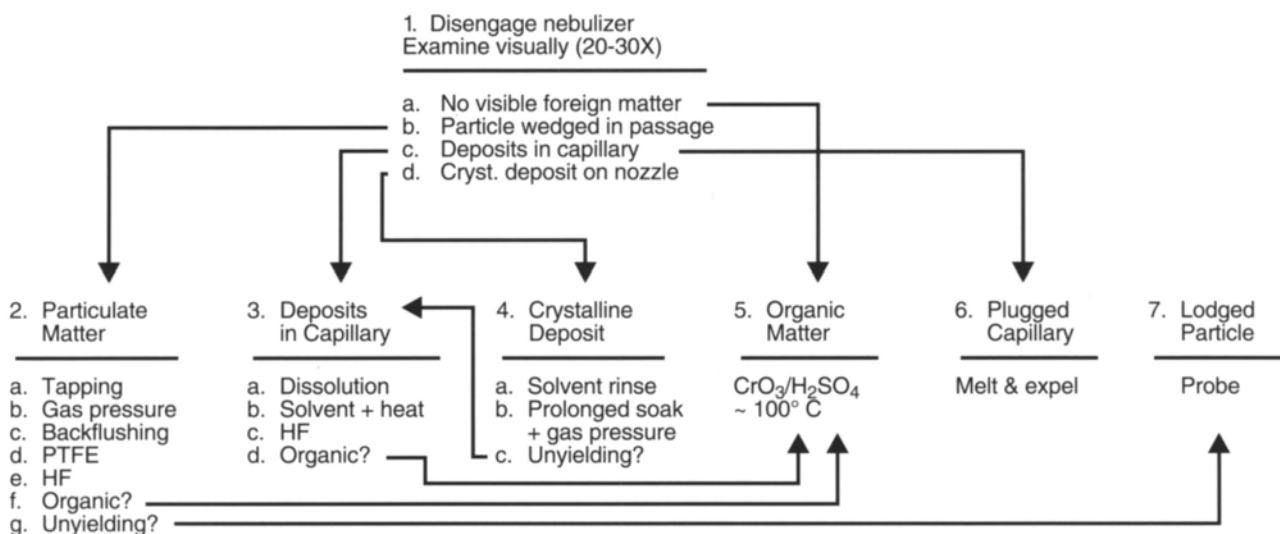 1. Disengage nebulizer
Examine visually (20-30X)
a. No visible foreign matter
b. Particle wedged in passage
c. Deposits in capillary
d. Cryst. deposit on nozzle
2. Particulate
Matter
a. Tapping
b. Gas pressure
c. Backflushing
d. PTFE
e. HF
f. Organic?
g. Unyielding?
3. Deposits
in Capillary
a. Dissolution
b. Solvent + heat
c. HF
d. Organic?
4. Crystalline
Deposit
a. Solvent rinse
b. Prolonged soak
+ gas pressure
c. Unyielding?
5. Organic
Matter
CrO₃/H₂SO₄
~ 100° C
6. Plugged
Capillary
Melt & expel
7. Lodged
Particle
Probe